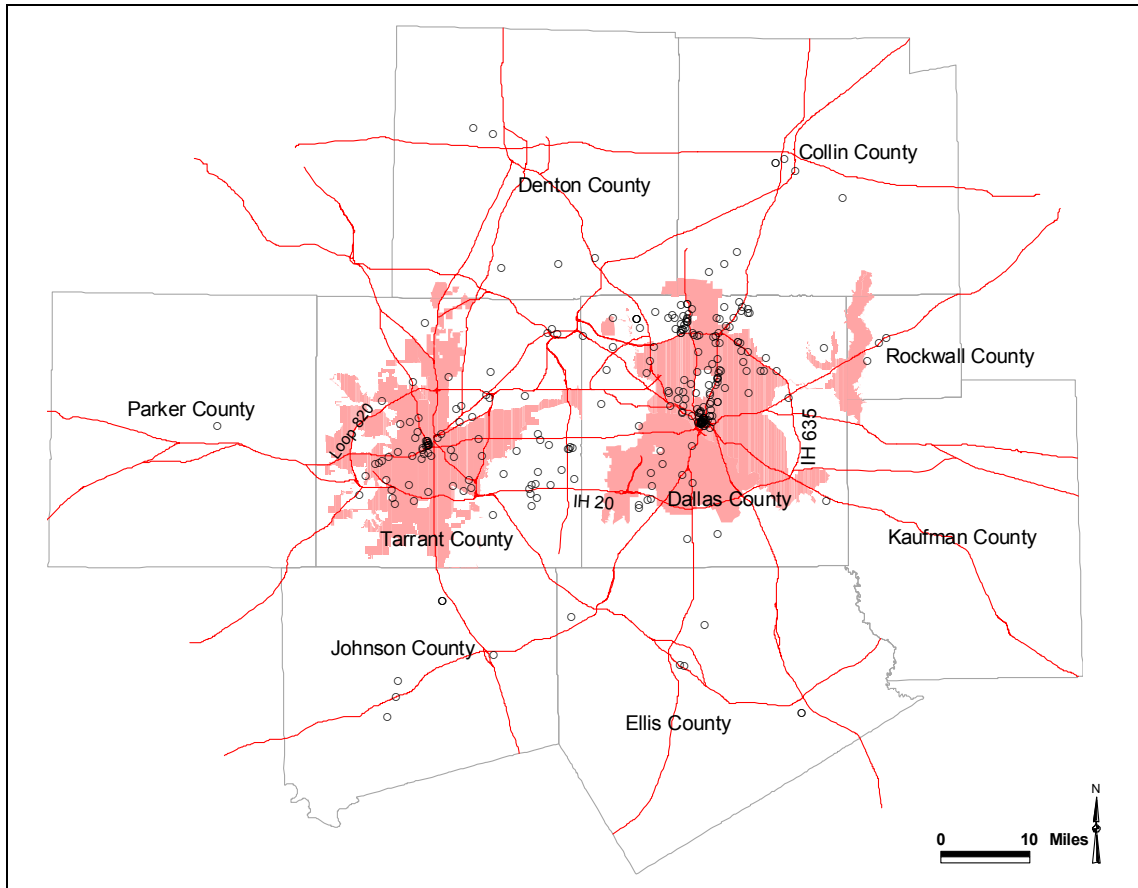 Collin County
Denton County
Rockwall County
Parker County
Loop 820
IH 635
Dallas County
IH 20
Tarrant County
Kaufman County
Johnson County
Ellis County
N
0 10 Miles